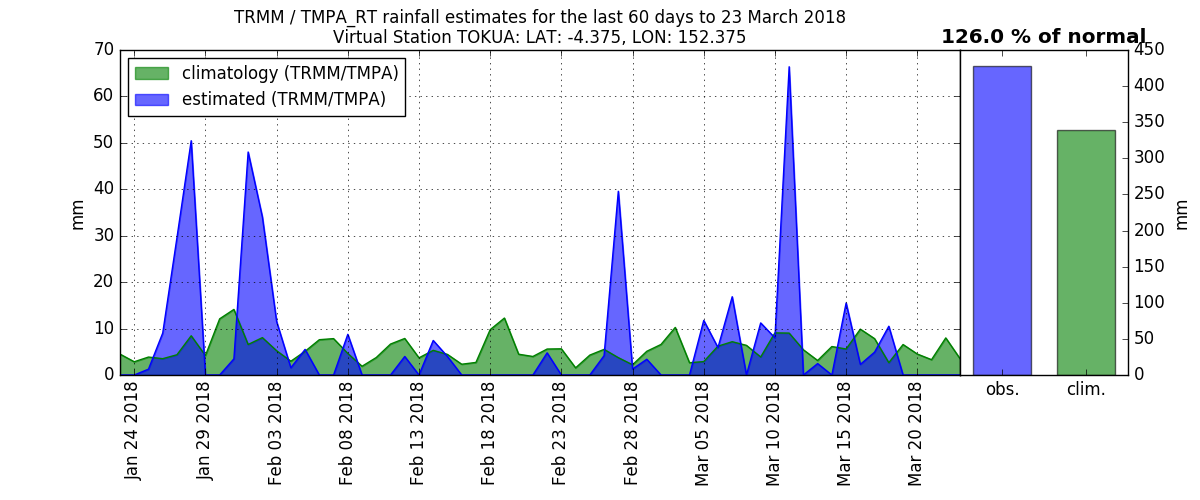 TRMM / TMPA_RT rainfall estimates for the last 60 days to 23 March 2018
Virtual Station TOKUA: LAT: -4.375, LON: 152.375
126.0 % of normal
climatology (TRMM/TMPA)
estimated (TRMM/TMPA)
70
60
50
40
30
20
10
0
mm
Jan 24 2018
Jan 29 2018
Feb 03 2018
Feb 08 2018
Feb 13 2018
Feb 18 2018
Feb 23 2018
Feb 28 2018
Mar 05 2018
Mar 10 2018
Mar 15 2018
Mar 20 2018
450
400
350
300
250
200
150
100
50
0
mm
obs.
clim.